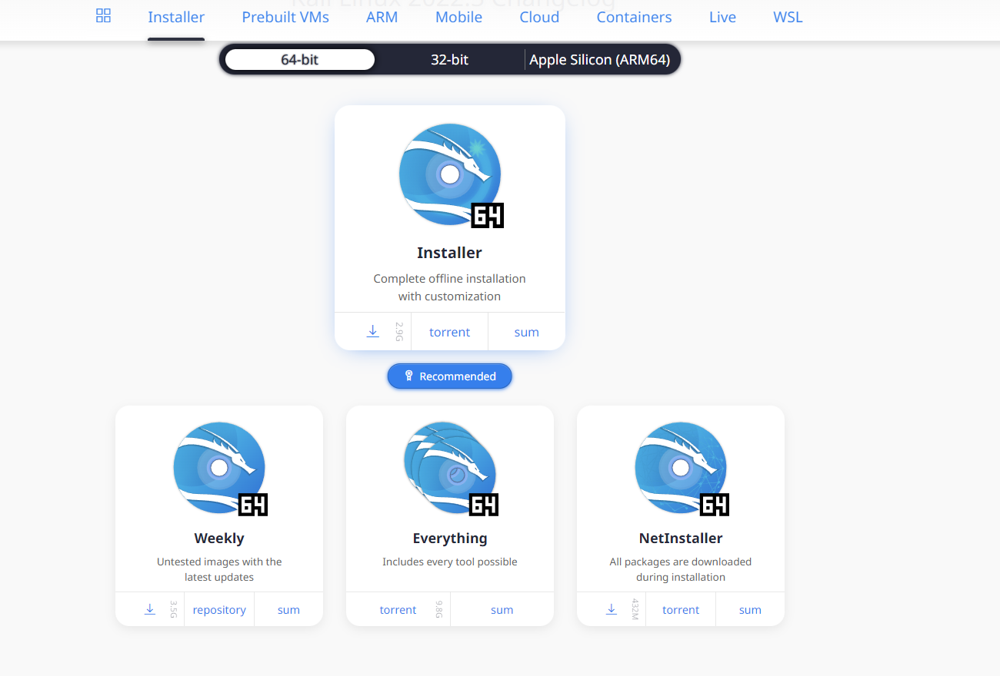 Kali Linux 2022.3 Changelog
Installer Prebuilt VMs ARM Mobile Cloud Containers Live WSL
64-bit 32-bit Apple Silicon (ARM64)
64
Installer
Complete offline installation
with customization
2.9G torrent sum
Recommended
64 64 64
Weekly Everything NetInstaller
Untested images with the
latest updates
Includes every tool possible
All packages are downloaded
during installation
3.5G repository sum
torrent 9.8G sum
432M torrent sum